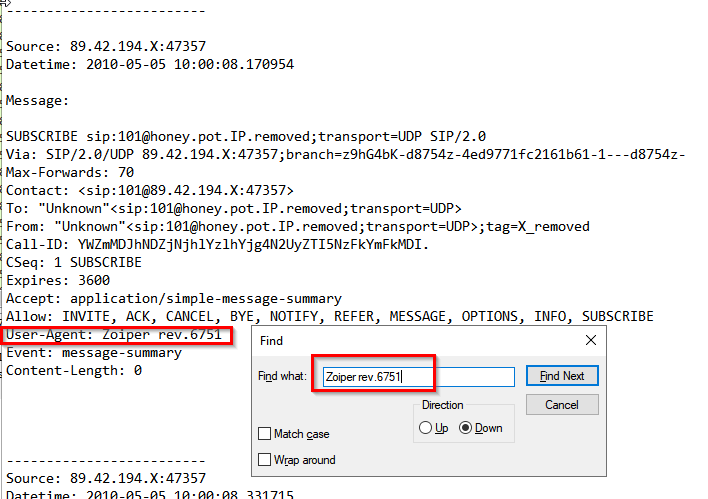 -------------------------
Source: 89.42.194.X:47357
Datetime: 2010-05-05 10:00:08.170954
Message:
SUBSCRIBE sip:101@honey.pot.IP.removed;transport=UDP SIP/2.0
Via: SIP/2.0/UDP 89.42.194.X:47357;branch=z9hG4bK-d8754z-4ed9771fc2161b61-1---d8754z-
Max-Forwards: 70
Contact: <sip:101@89.42.194.X:47357>
To: "Unknown"<sip:101@honey.pot.IP.removed;transport=UDP>
From: "Unknown"<sip:101@honey.pot.IP.removed;transport=UDP>;tag=X_removed
Call-ID: YWZmMDJhNDZjNjhlYzlhYjg4N2UyZTI5NzFkYmFkMDI.
CSeq: 1 SUBSCRIBE
Expires: 3600
Accept: application/simple-message-summary
Allow: INVITE, ACK, CANCEL, BYE, NOTIFY, REFER, MESSAGE, OPTIONS, INFO, SUBSCRIBE
User-Agent: Zoiper rev.6751
Event: message-summary
Content-Length: 0
Find
Find what: Zoiper rev.6751
Find Next
Cancel
Direction
Up Down
Match case
Wrap around
-------------------------
Source: 89.42.194.X:47357
Datetime: 2010-05-05 10:00:08.331715